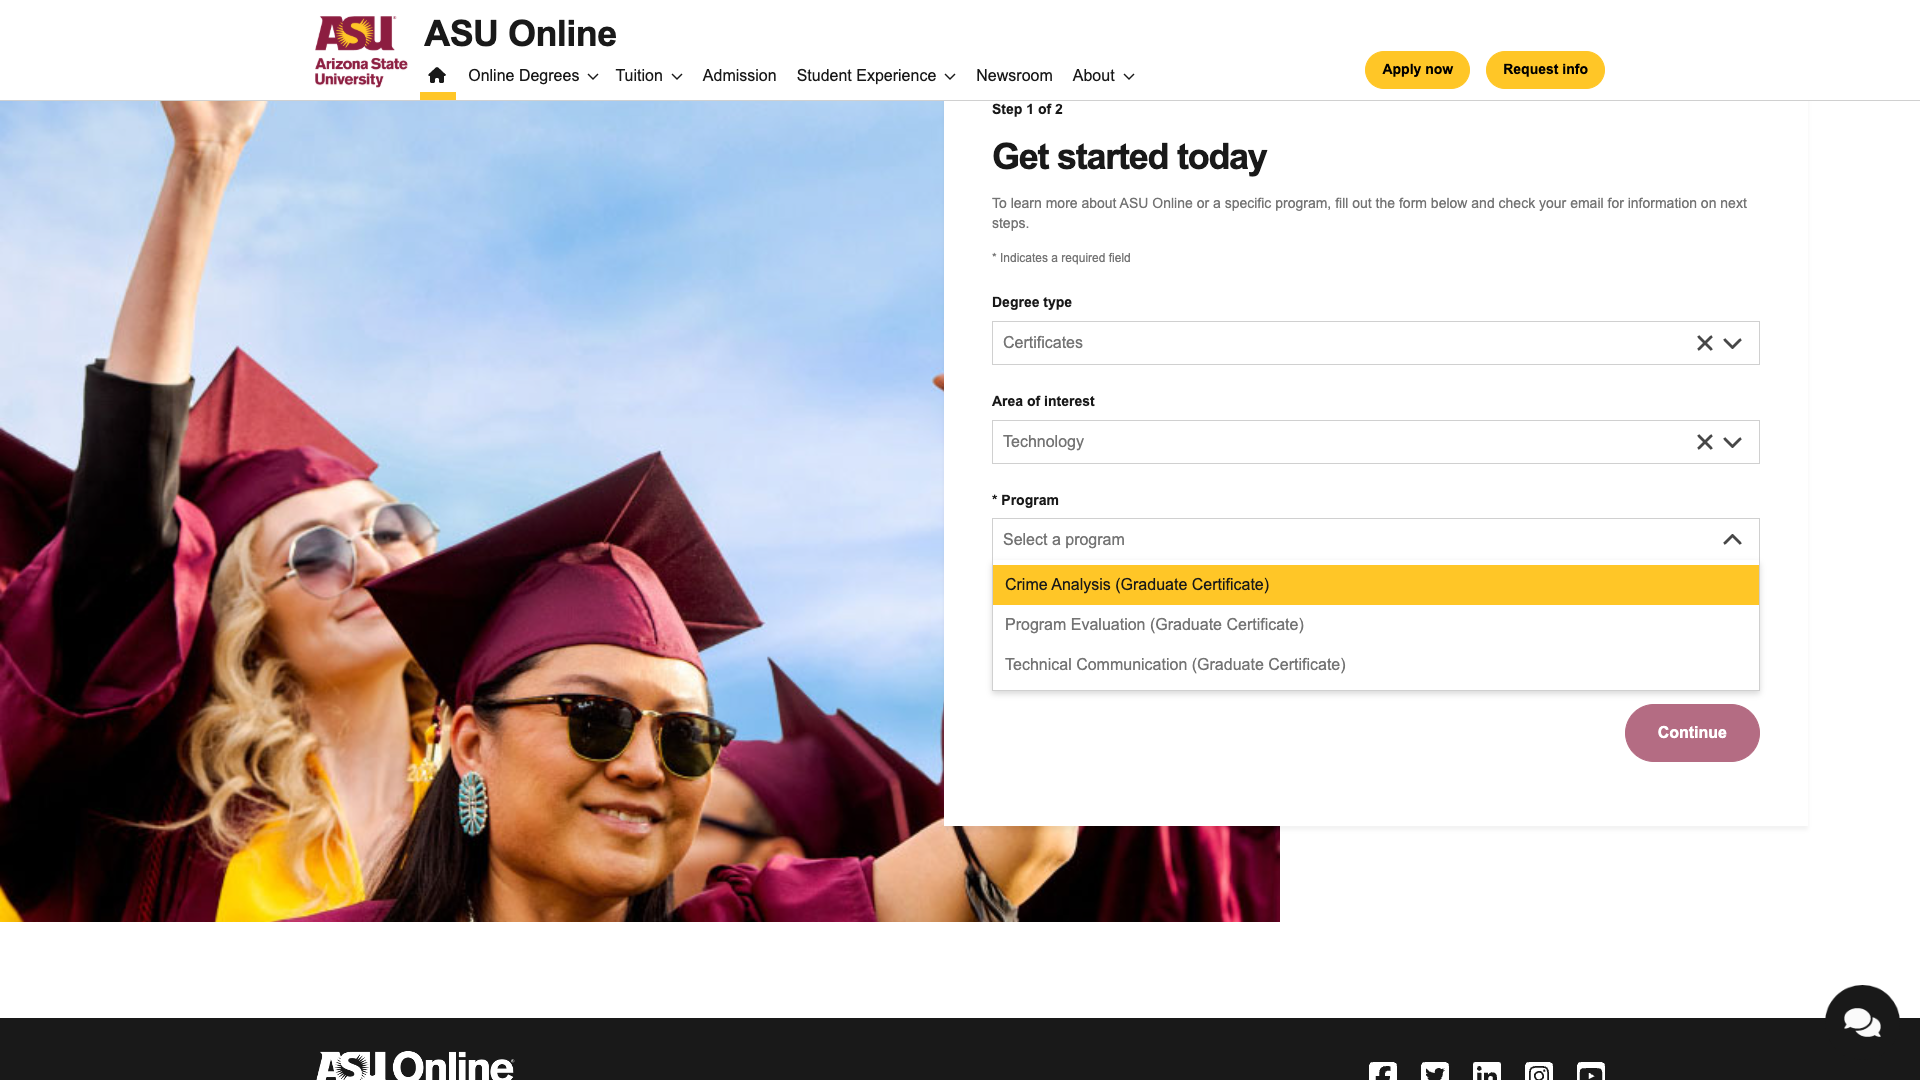 ASU
Arizona State
University
ASU Online
Online Degrees
Tuition
Admission
Student Experience
Newsroom
About
Apply now
Request info
Step 1 of 2
Get started today
To learn more about ASU Online or a specific program, fill out the form below and check your email for information on next
steps.
* Indicates a required field
Degree type
Certificates
Area of interest
Technology
* Program
Select a program
Crime Analysis (Graduate Certificate)
Program Evaluation (Graduate Certificate)
Technical Communication (Graduate Certificate)
Continue
ASU Online